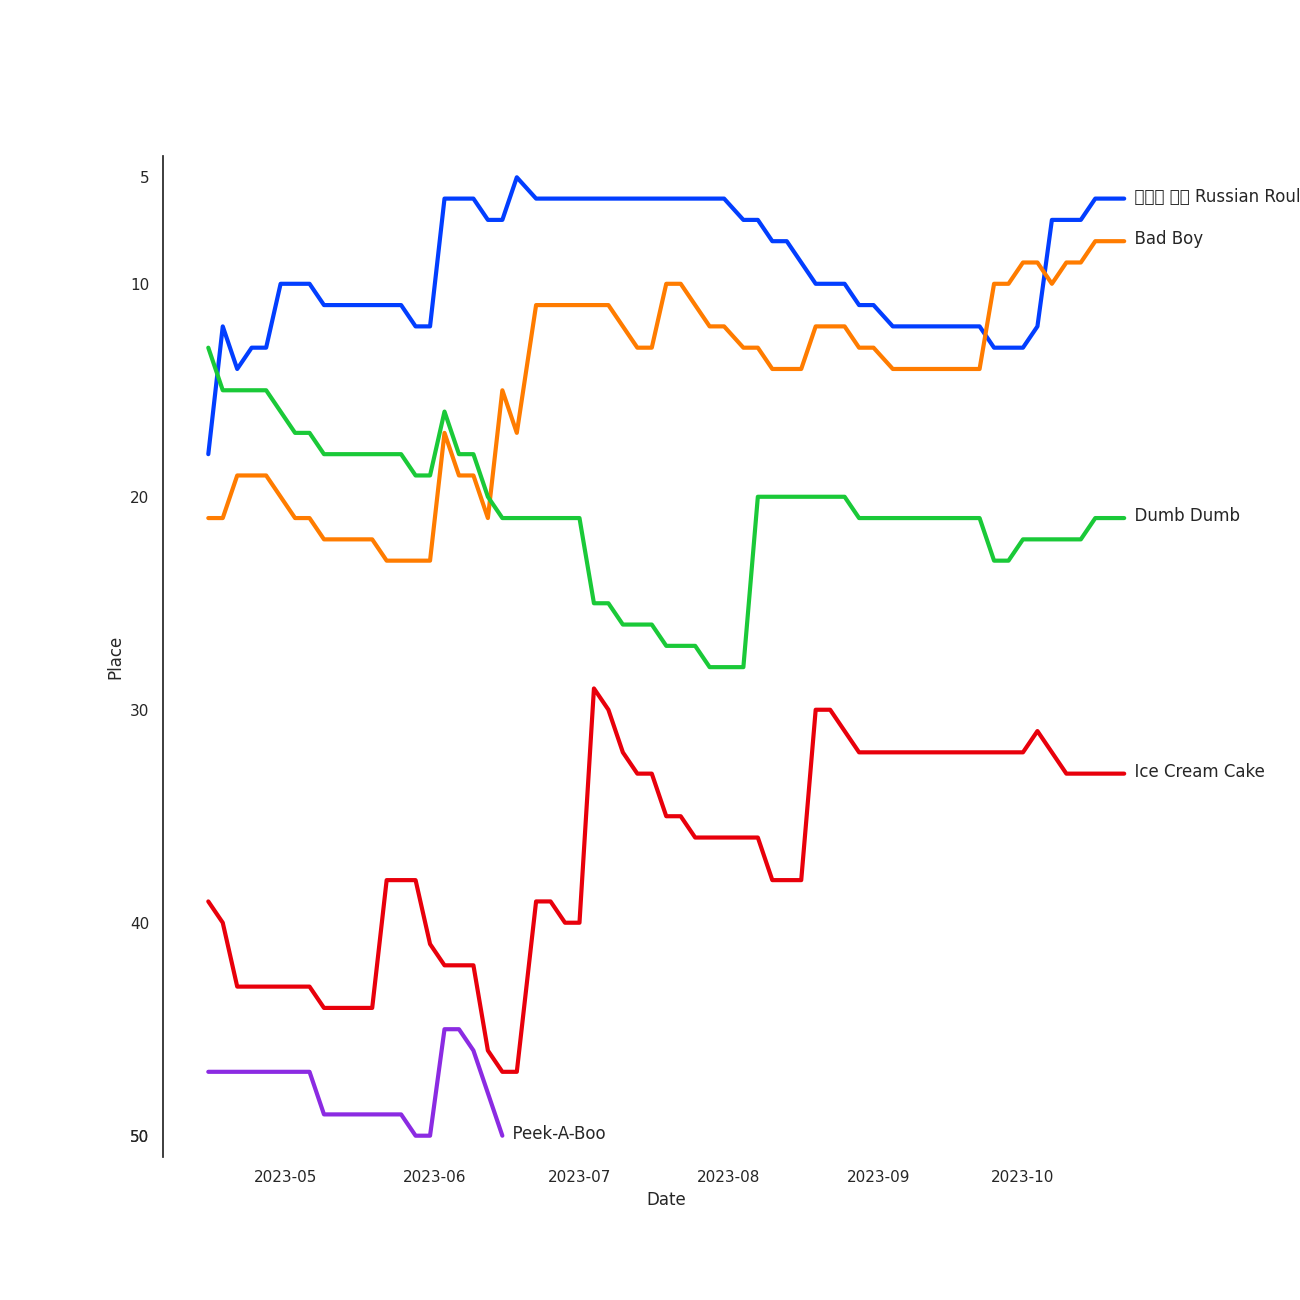 5
10
20
30
40
50
Place
Russian Roul
Bad Boy
Dumb Dumb
Ice Cream Cake
Peek-A-Boo
2023-05 2023-06 2023-07 2023-08 2023-09 2023-10
Date